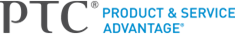 PTC® PRODUCT & SERVICE
ADVANTAGE®